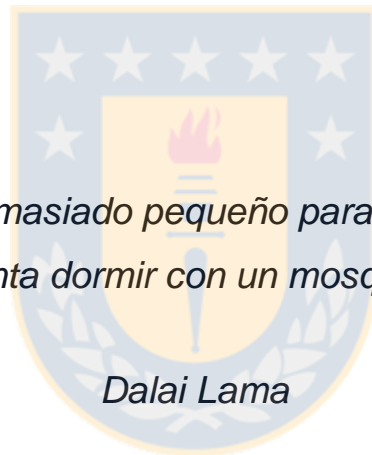 masiado pequeño para
nta dormir con un mosq
Dalai Lama